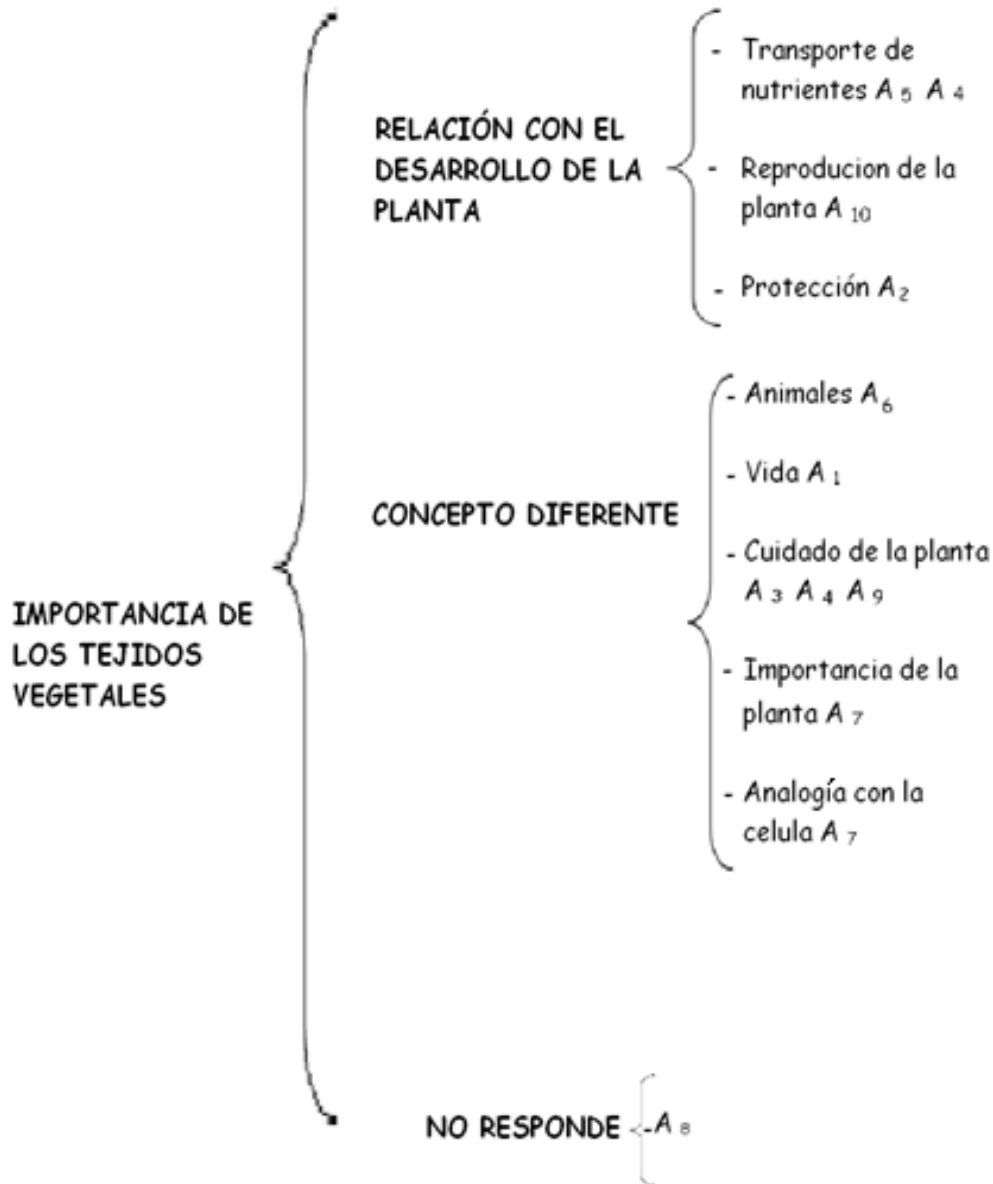 IMPORTANCIA DE
LOS TEJIDOS
VEGETALES
RELACIÓN CON EL
DESARROLLO DE LA
PLANTA
- Transporte de
nutrientes A 5 A 4
- Reproducion de la
planta A 10
- Protección A 2
CONCEPTO DIFERENTE
- Animales A 6
- Vida A 1
- Cuidado de la planta
A 3 A 4 A 9
- Importancia de la
planta A 7
- Analogía con la
celula A 7
NO RESPONDE
-A 8